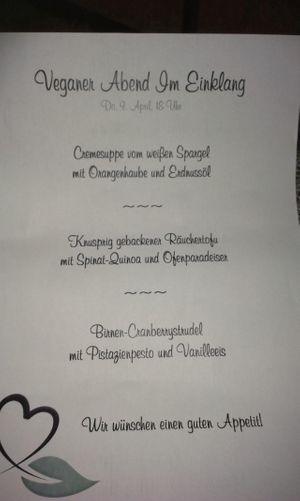 Veganer Abend Im Einklang
Do, 9. April, 18 Uhr
Cremesuppe vom weißen Spargel
mit Orangenhaube und Erdnussöl
~~~
Knusprig gebackener Räuchertofu
mit Spinat-Quinoa und Ofenparadeiser
~~~
Birnen-Cranberrystrudel
mit Pistazienpesto und Vanilleeis
Wir wünschen einen guten Appetit!